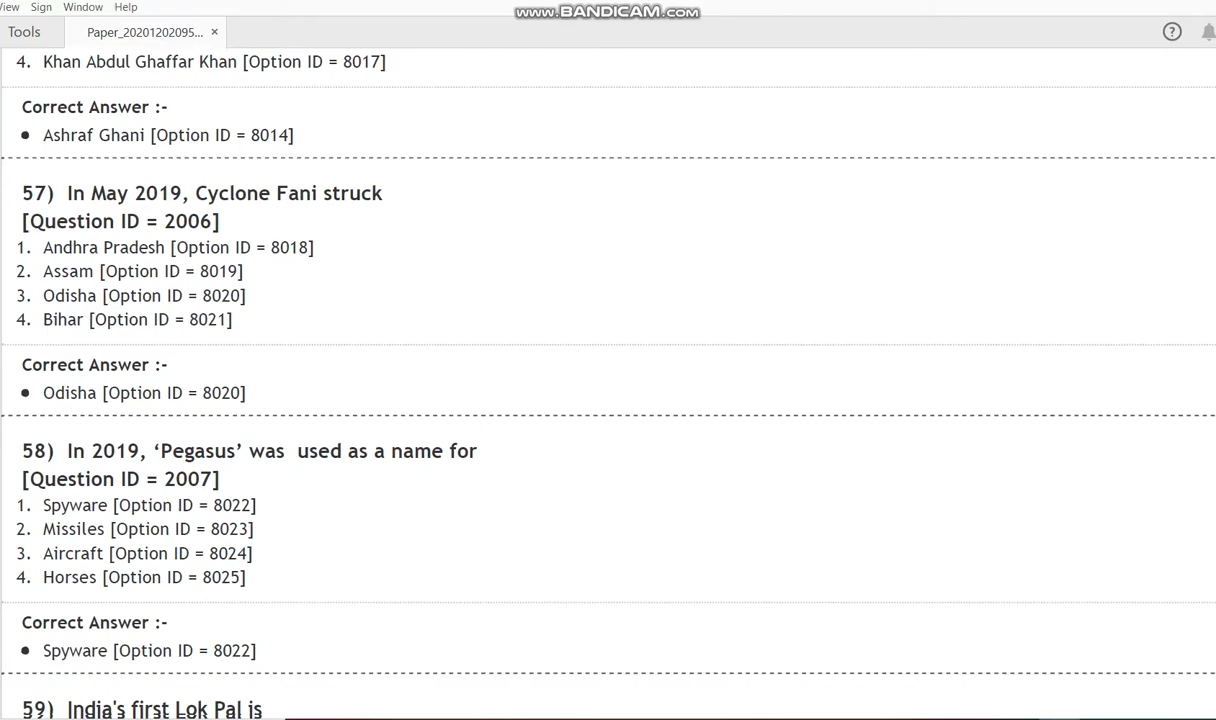 View Sign Window Help
www.BANDICAM.com
Tools Paper_20201202095... × ?
4. Khan Abdul Ghaffar Khan [Option ID = 8017]
Correct Answer :-
• Ashraf Ghani [Option ID = 8014]
57) In May 2019, Cyclone Fani struck
[Question ID = 2006]
1. Andhra Pradesh [Option ID = 8018]
2. Assam [Option ID = 8019]
3. Odisha [Option ID = 8020]
4. Bihar [Option ID = 8021]
Correct Answer :-
• Odisha [Option ID = 8020]
58) In 2019, ‘Pegasus’ was used as a name for
[Question ID = 2007]
1. Spyware [Option ID = 8022]
2. Missiles [Option ID = 8023]
3. Aircraft [Option ID = 8024]
4. Horses [Option ID = 8025]
Correct Answer :-
• Spyware [Option ID = 8022]
59) India's first Lok Pal is